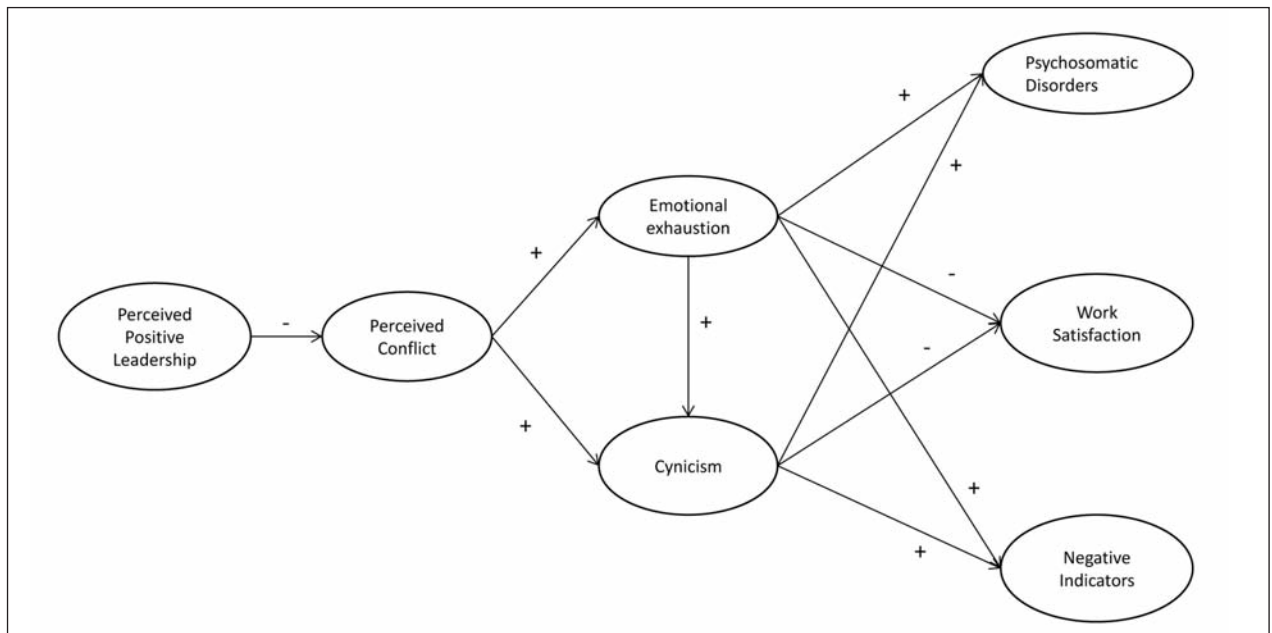 Psychosomatic
Disorders
+
+
Emotional
exhaustion
+
-
Perceived
Positive
Leadership
-
Perceived
Conflict
+
Work
Satisfaction
-
+
Cynicism
+
+
Negative
Indicators